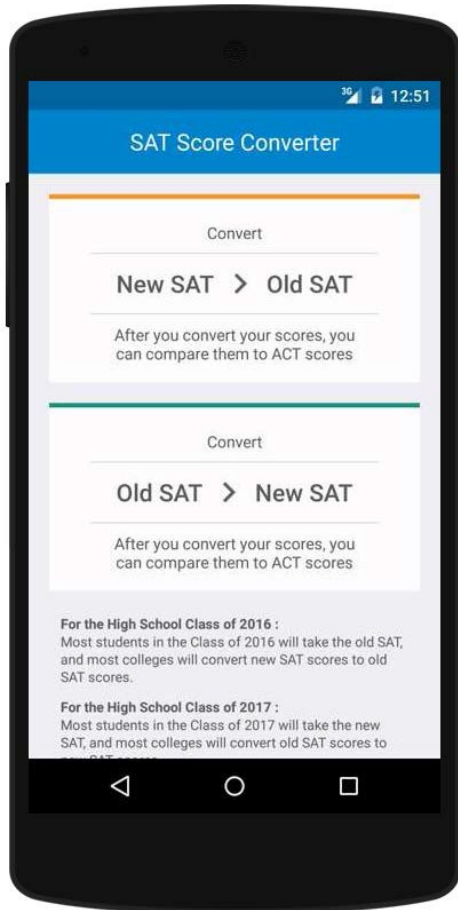 3G 12:51
SAT Score Converter
Convert
New SAT > Old SAT
After you convert your scores, you
can compare them to ACT scores
Convert
Old SAT > New SAT
After you convert your scores, you
can compare them to ACT scores
For the High School Class of 2016 :
Most students in the Class of 2016 will take the old SAT,
and most colleges will convert new SAT scores to old
SAT scores.
For the High School Class of 2017 :
Most students in the Class of 2017 will take the new
SAT, and most colleges will convert old SAT scores to
new SAT scores